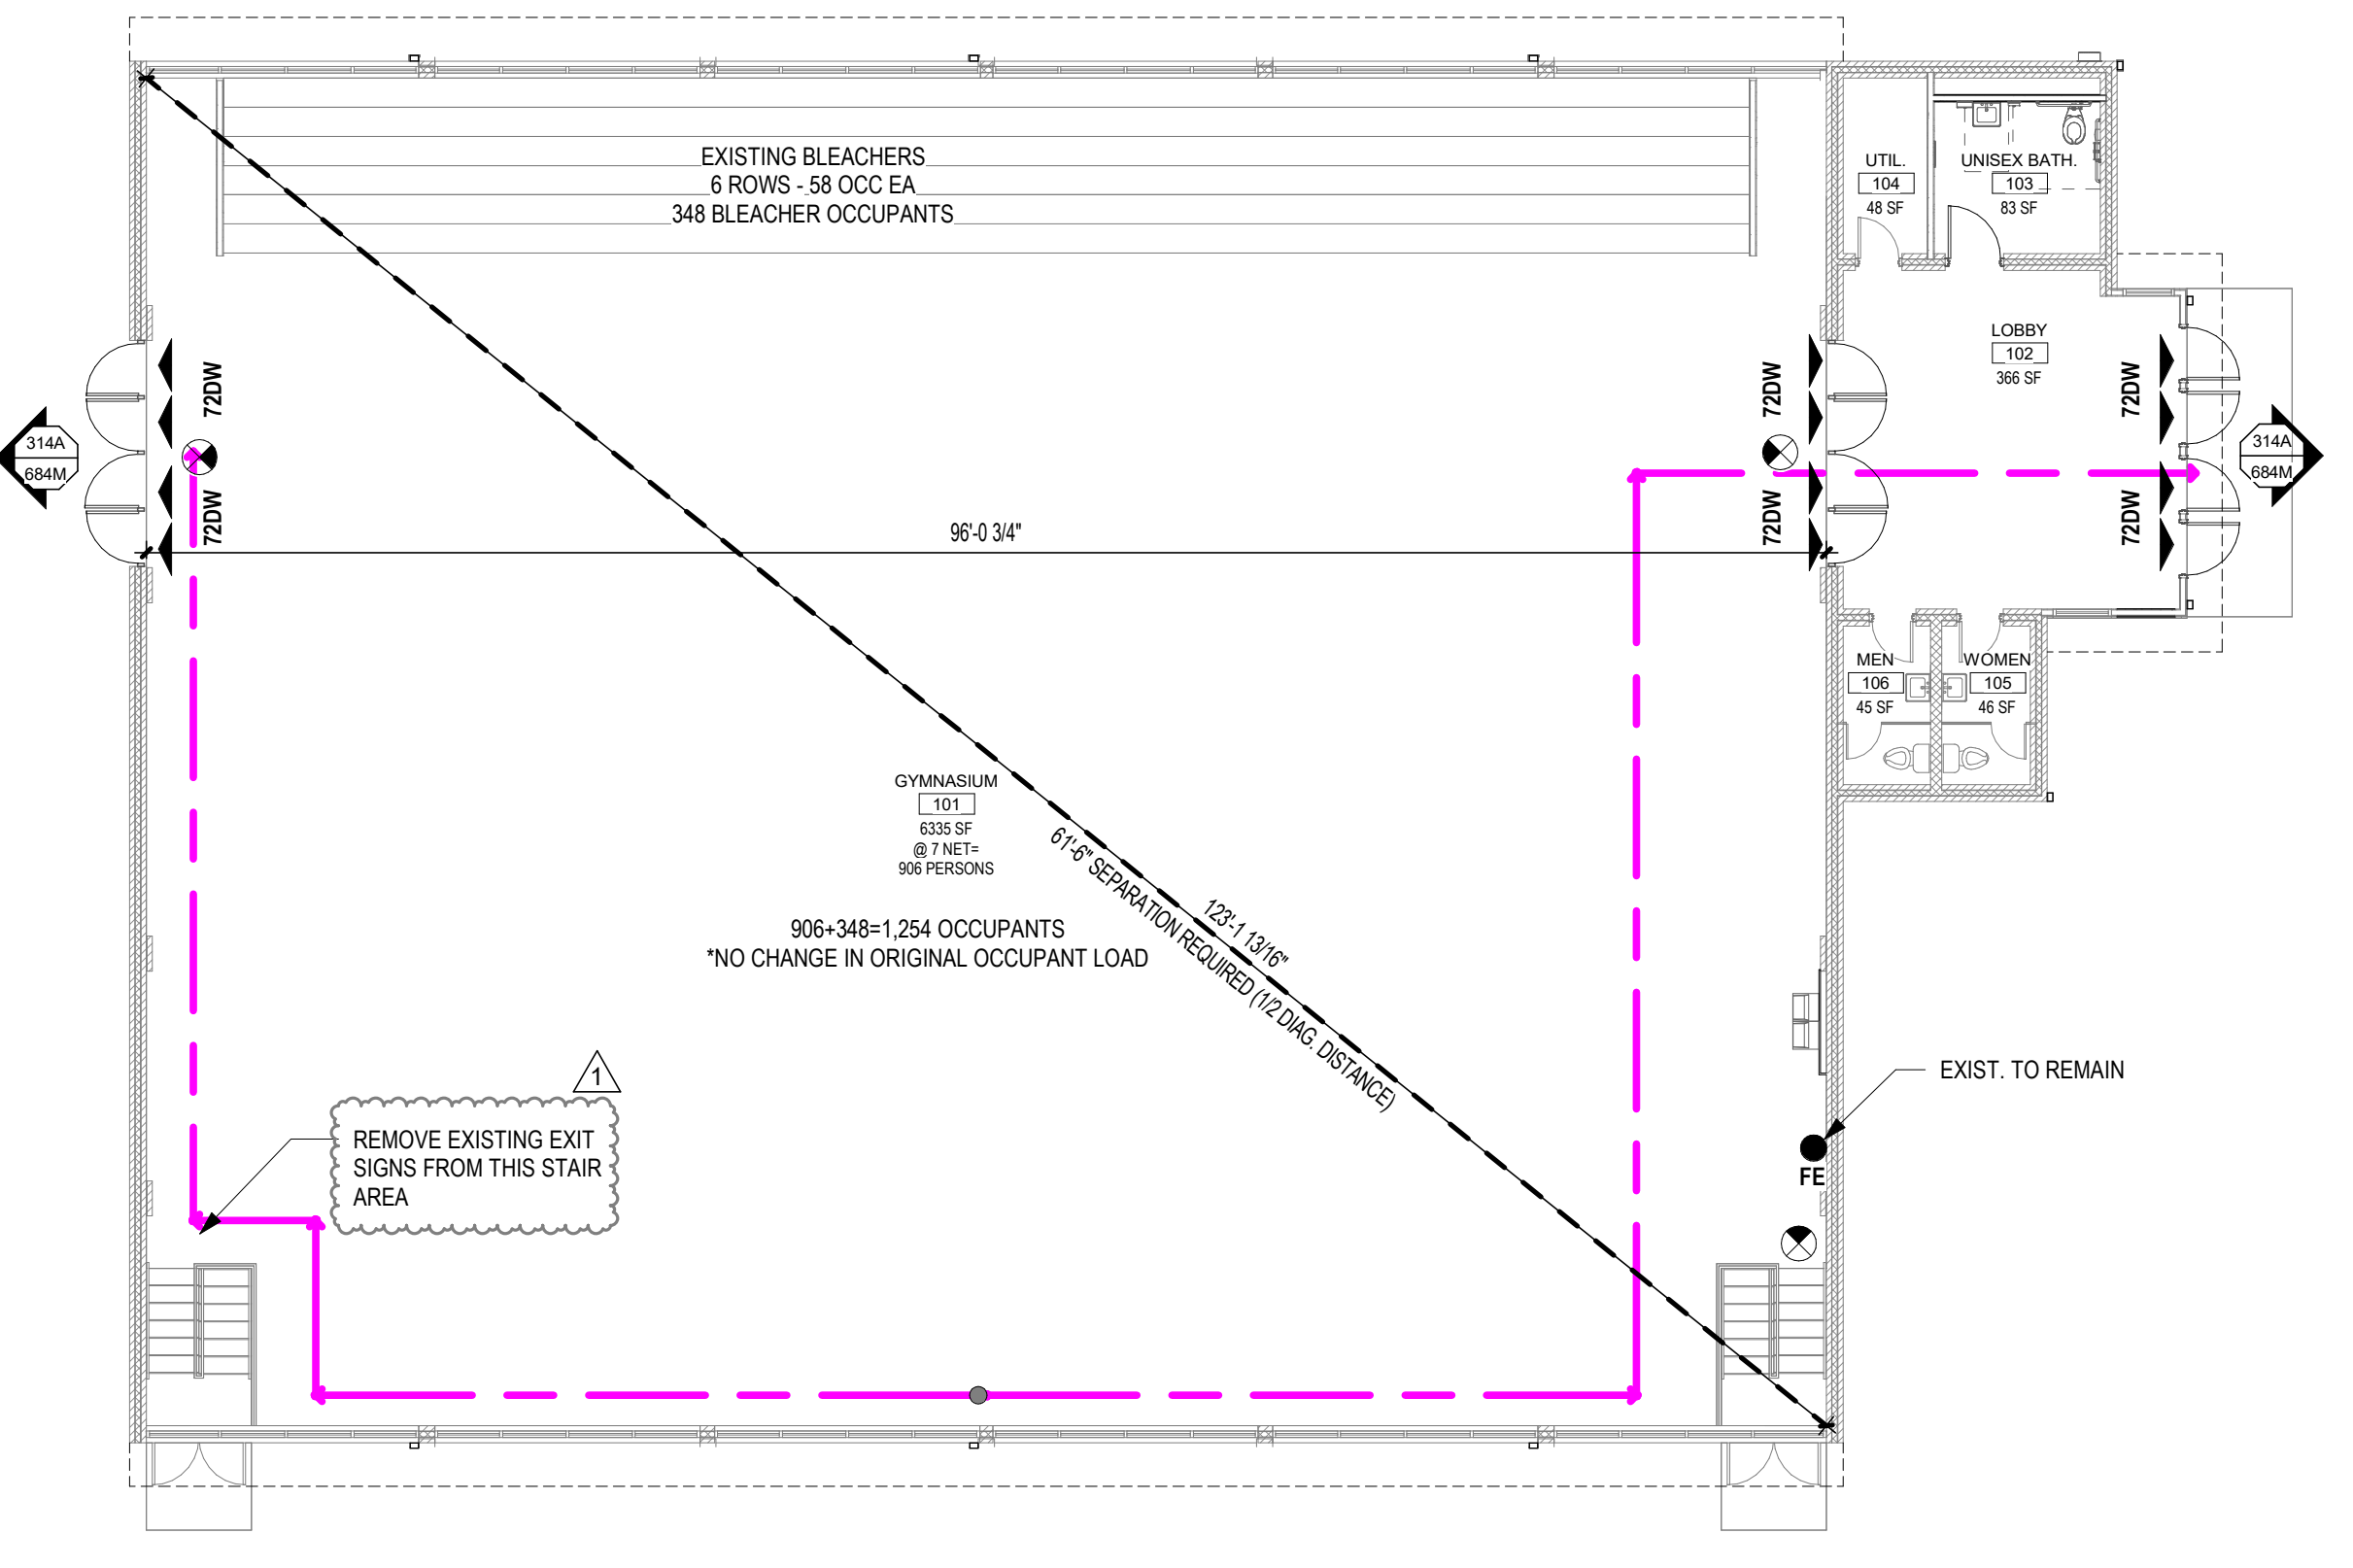 EXISTING BLEACHERS
6 ROWS - 58 OCC EA
348 BLEACHER OCCUPANTS
UTIL.
104
48 SF
UNISEX BATH.
103
83 SF
LOBBY
102
366 SF
72DW
72DW
72DW
72DW
72DW
72DW
314A
684M
314A
684M
96'-0 3/4"
MEN
106
45 SF
WOMEN
105
46 SF
GYMNASIUM
101
6335 SF
@ 7 NET=
906 PERSONS
61'-6" SEPARATION REQUIRED (1/2 DIAG. DISTANCE)
123'-1 13/16"
906+348=1,254 OCCUPANTS
*NO CHANGE IN ORIGINAL OCCUPANT LOAD
1
REMOVE EXISTING EXIT
SIGNS FROM THIS STAIR
AREA
EXIST. TO REMAIN
FE